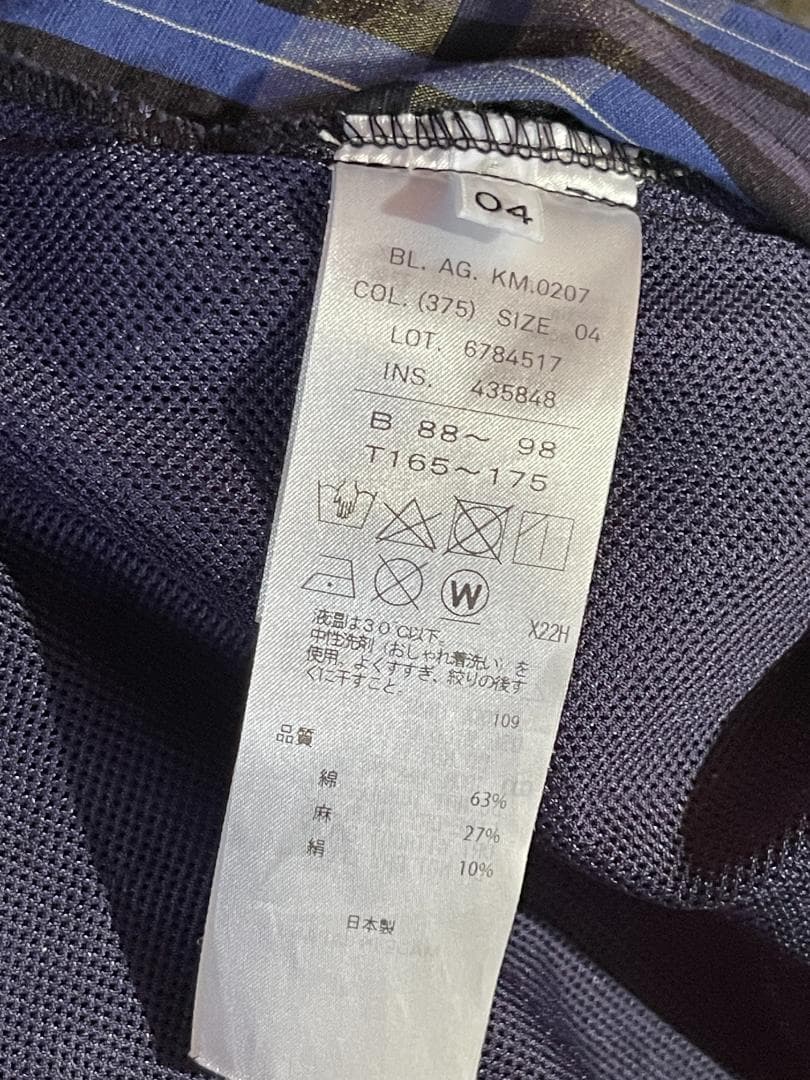 04
BL. AG. KM.0207
COL. (375) SIZE 04
LOT. 6784517
INS. 435848
B 88～ 98
T165～175
W
X22H
液温は30℃以下。
中性洗剤（おしゃれ着洗い）を
使用。よくすすぎ、絞りの後す
ぐに干すこと。
109
品質
綿 63%
麻 27%
絹 10%
日本製